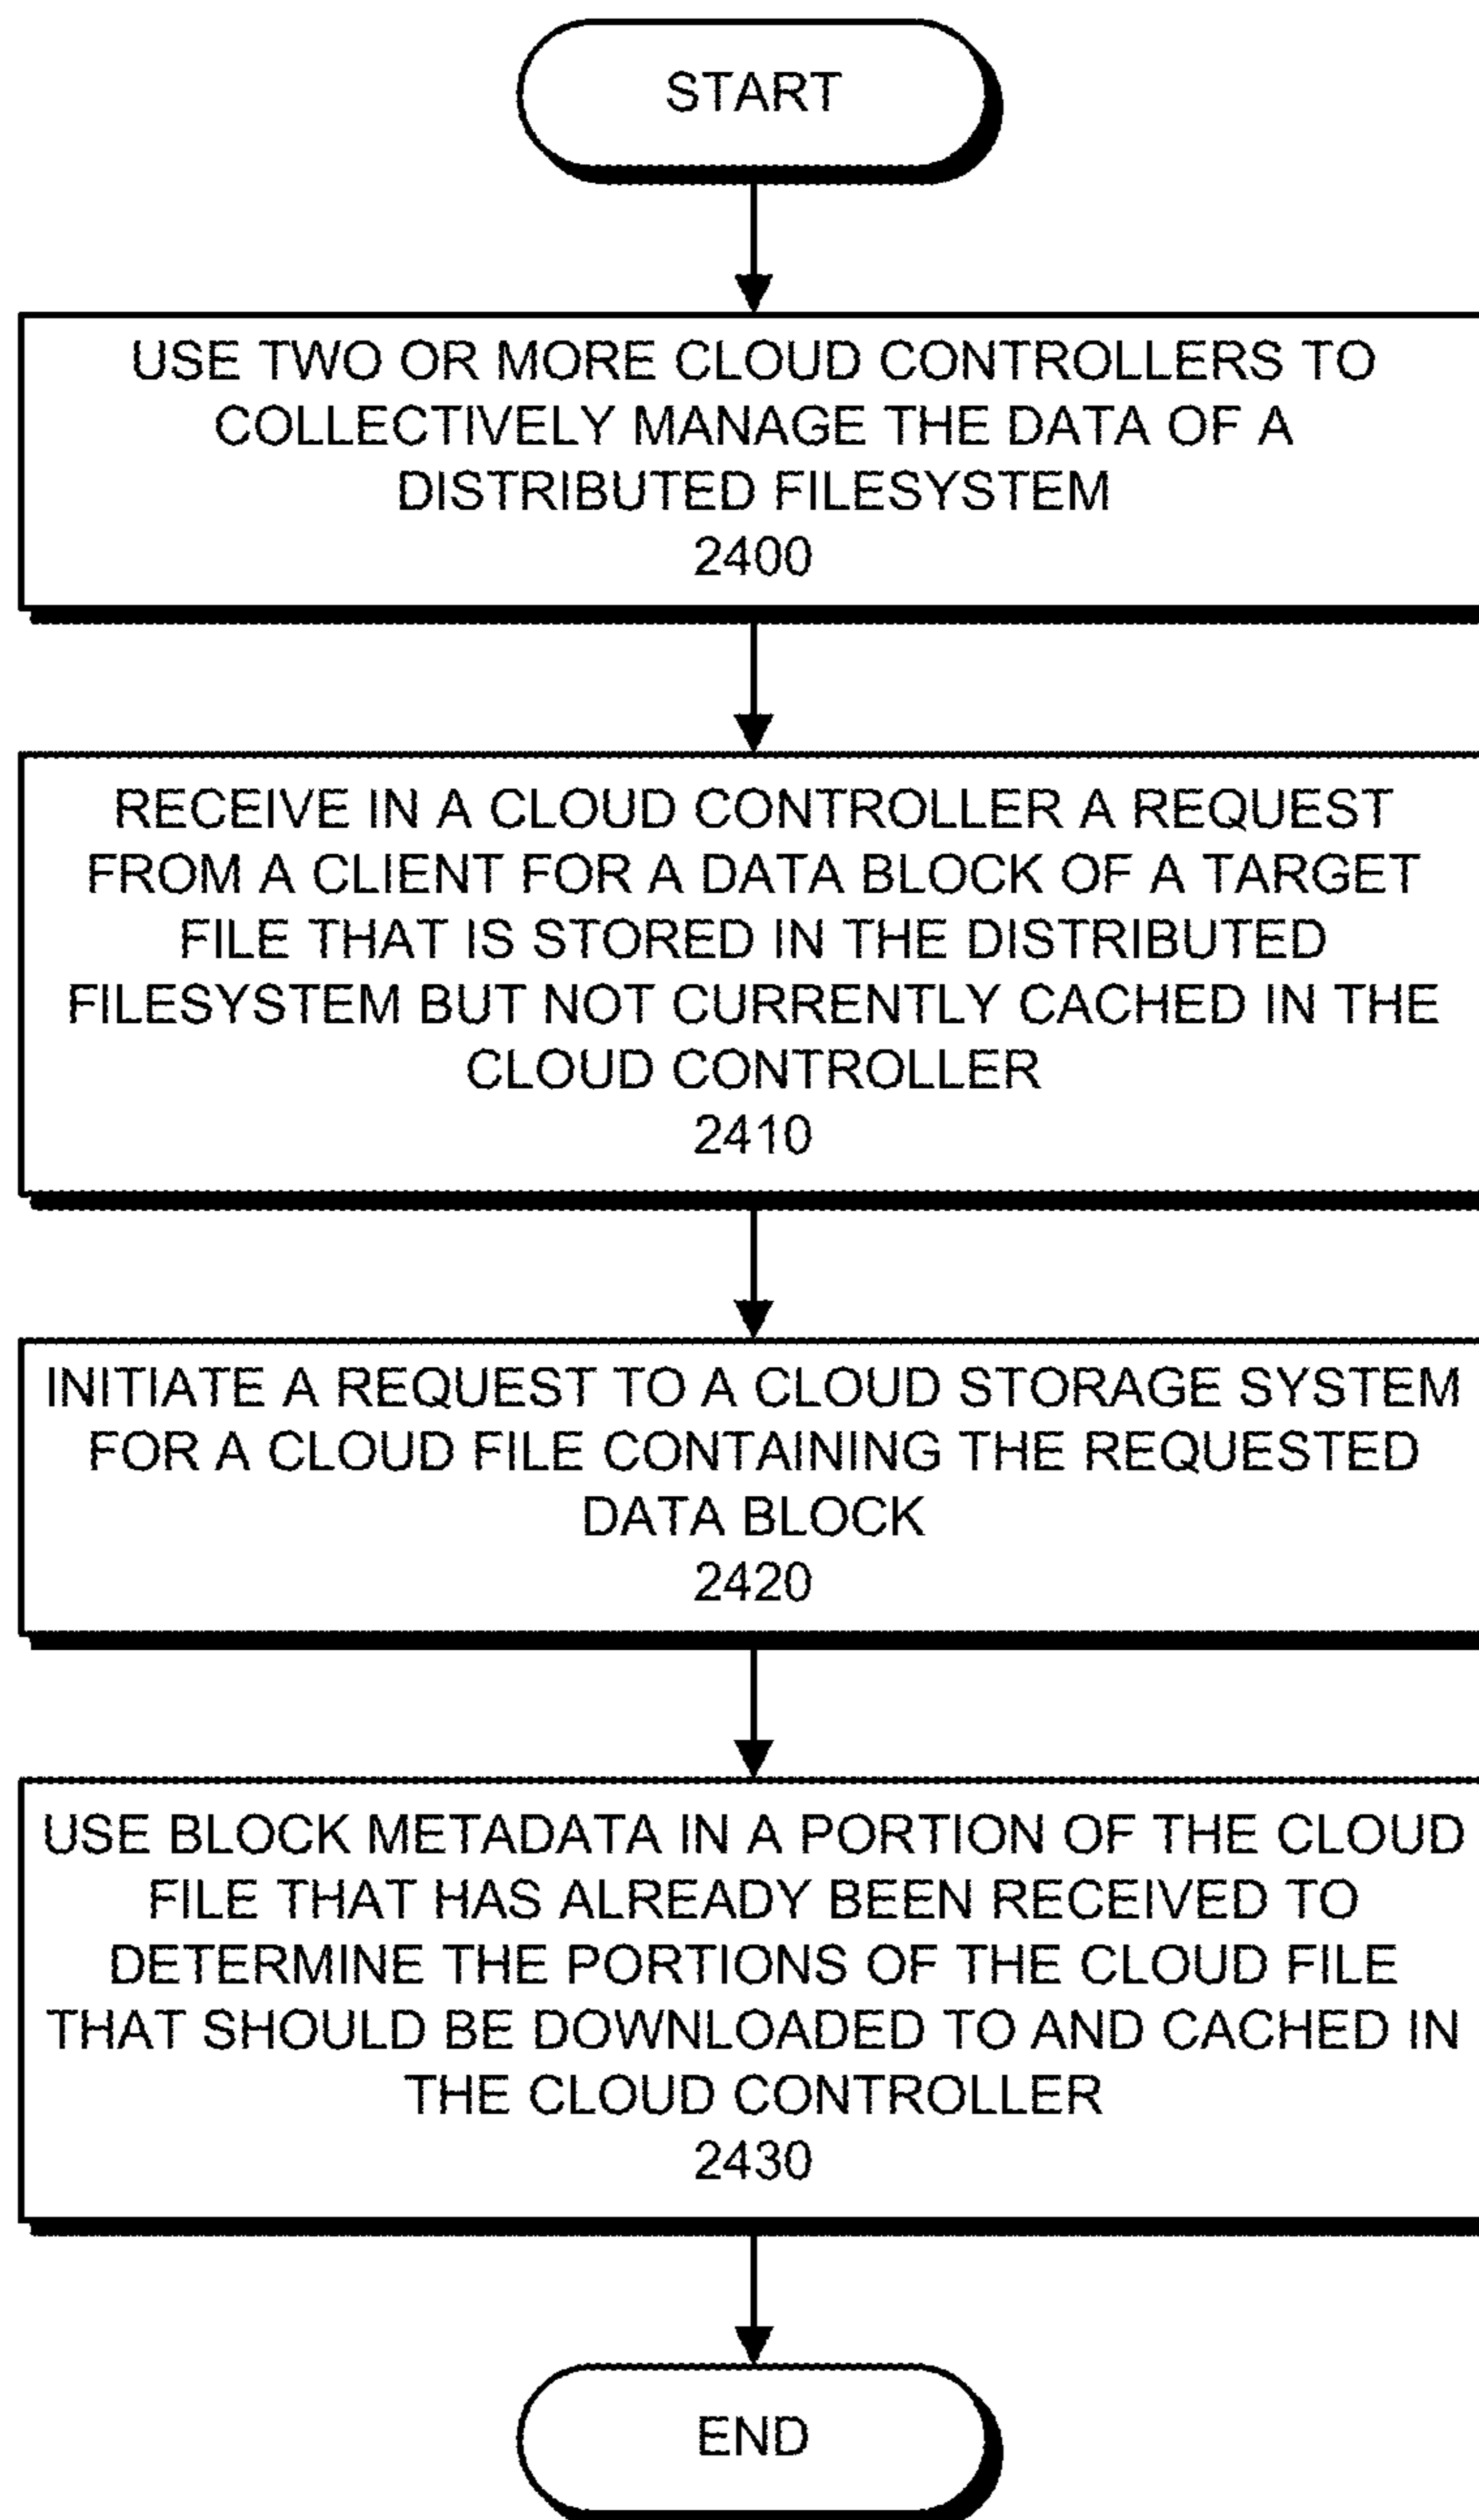 START
USE TWO OR MORE CLOUD CONTROLLERS TO
COLLECTIVELY MANAGE THE DATA OF A
DISTRIBUTED FILESYSTEM
2400
RECEIVE IN A CLOUD CONTROLLER A REQUEST
FROM A CLIENT FOR A DATA BLOCK OF A TARGET
FILE THAT IS STORED IN THE DISTRIBUTED
FILESYSTEM BUT NOT CURRENTLY CACHED IN THE
CLOUD CONTROLLER
2410
INITIATE A REQUEST TO A CLOUD STORAGE SYSTEM
FOR A CLOUD FILE CONTAINING THE REQUESTED
DATA BLOCK
2420
USE BLOCK METADATA IN A PORTION OF THE CLOUD
FILE THAT HAS ALREADY BEEN RECEIVED TO
DETERMINE THE PORTIONS OF THE CLOUD FILE
THAT SHOULD BE DOWNLOADED TO AND CACHED IN
THE CLOUD CONTROLLER
2430
END